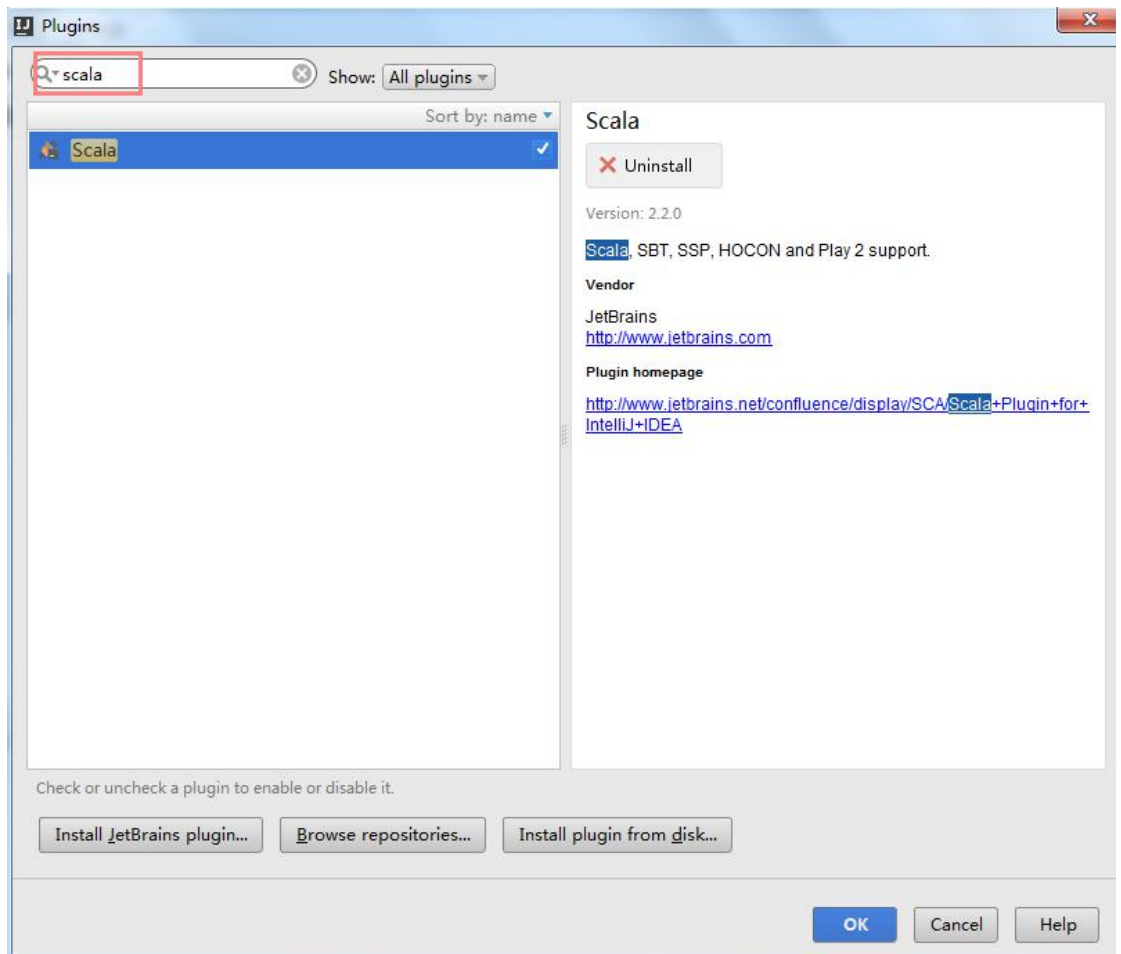 Plugins
scala
Show: All plugins
Sort by: name
Scala
Scala
Uninstall
Version: 2.2.0
Scala, SBT, SSP, HOCON and Play 2 support.
Vendor
JetBrains
http://www.jetbrains.com
Plugin homepage
http://www.jetbrains.net/confluence/display/SCA/Scala+Plugin+for+
IntelliJ+IDEA
Check or uncheck a plugin to enable or disable it.
Install JetBrains plugin... Browse repositories... Install plugin from disk...
OK Cancel Help